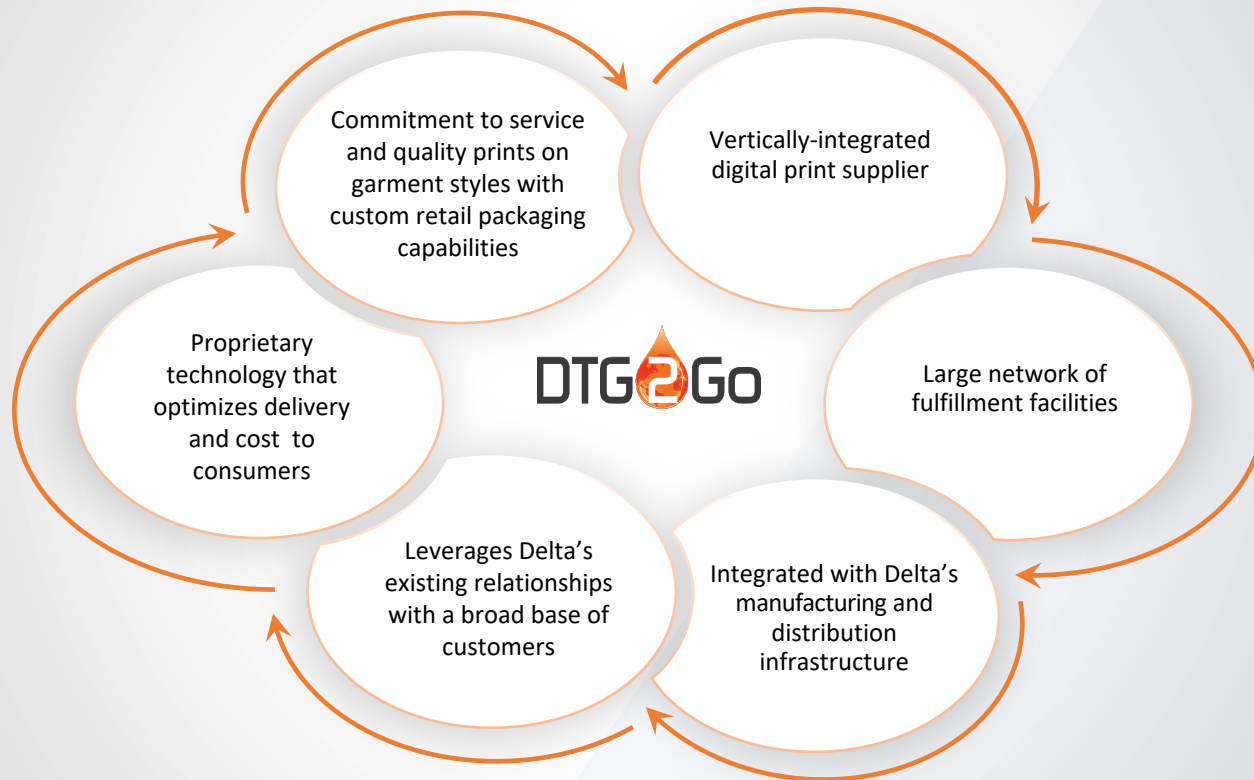 Commitment to service
and quality prints on
garment styles with
custom retail packaging
capabilities
Vertically-integrated
digital print supplier
Large network of
fulfillment facilities
Integrated with Delta’s
manufacturing and
distribution
infrastructure
Leverages Delta’s
existing relationships
with a broad base of
customers
Proprietary
technology that
optimizes delivery
and cost to
consumers
DTG2Go